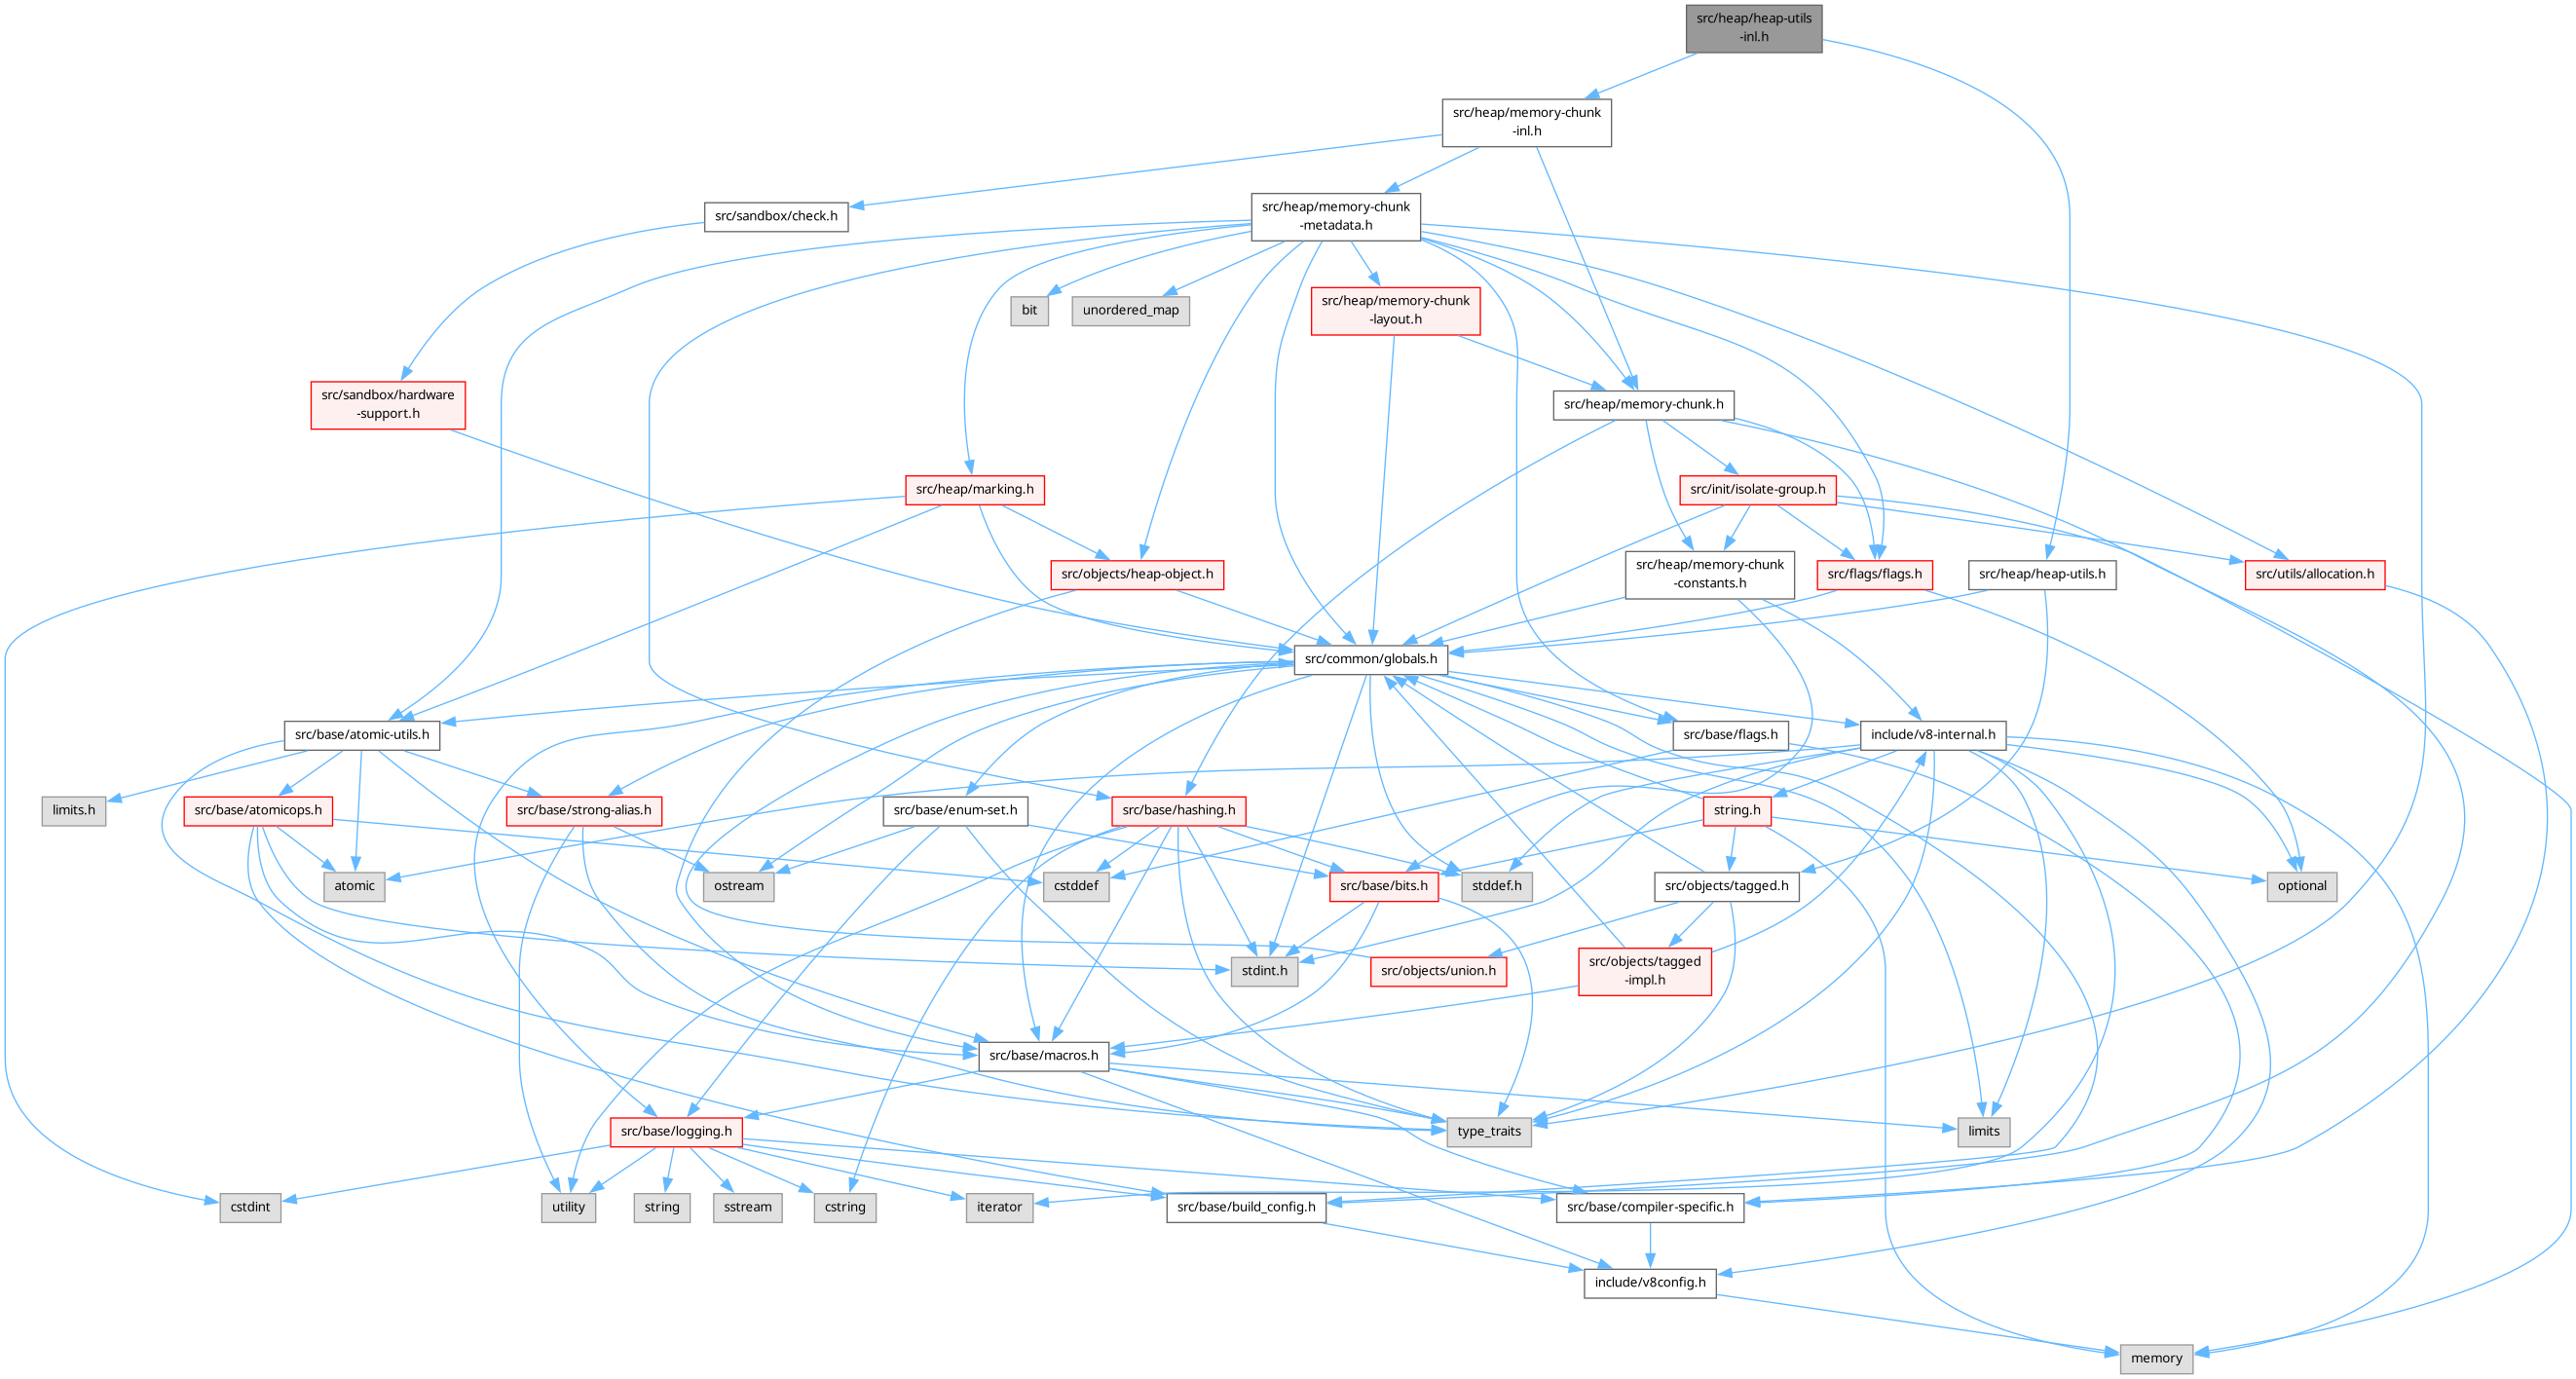 src/heap/heap-utils
-inl.h
src/heap/memory-chunk
-inl.h
src/sandbox/check.h
src/heap/memory-chunk
-metadata.h
bit
unordered_map
src/heap/memory-chunk
-layout.h
src/sandbox/hardware
-support.h
src/heap/memory-chunk.h
src/heap/marking.h
src/init/isolate-group.h
src/objects/heap-object.h
src/heap/memory-chunk
-constants.h
src/flags/flags.h
src/heap/heap-utils.h
src/utils/allocation.h
src/common/globals.h
src/base/atomic-utils.h
src/base/flags.h
include/v8-internal.h
limits.h
src/base/atomicops.h
src/base/strong-alias.h
src/base/enum-set.h
src/base/hashing.h
string.h
atomic
ostream
cstddef
src/base/bits.h
stddef.h
src/objects/tagged.h
optional
stdint.h
src/objects/union.h
src/objects/tagged
-impl.h
src/base/macros.h
src/base/logging.h
type_traits
limits
cstdint
utility
string
sstream
cstring
iterator
src/base/build_config.h
src/base/compiler-specific.h
include/v8config.h
memory